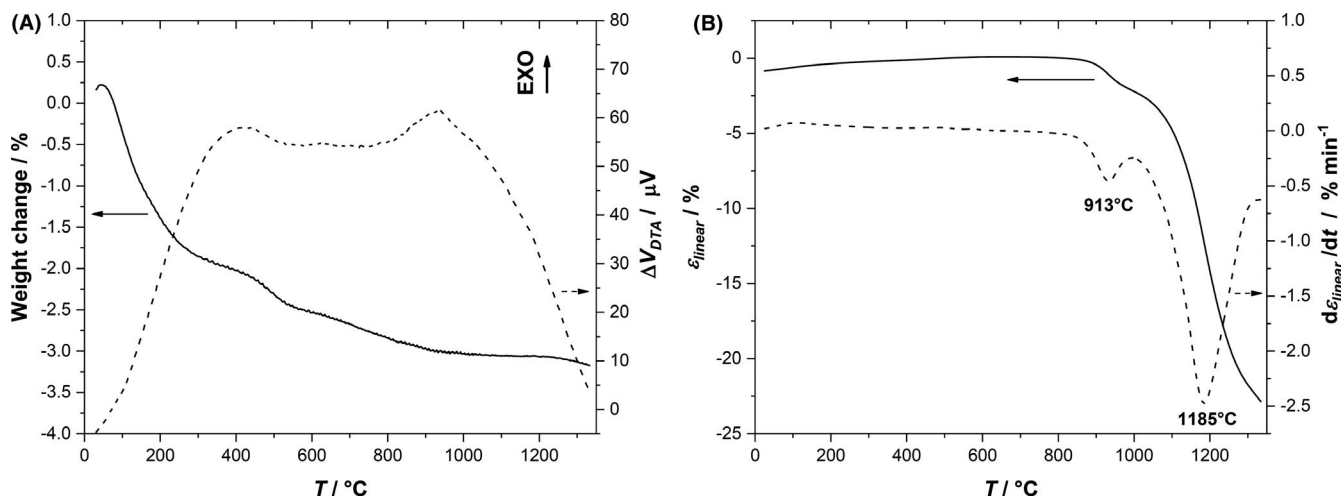 (A)
1.0
0.5
0.0
-0.5
-1.0
-1.5
-2.0
-2.5
-3.0
-3.5
-4.0
Weight change / %
0 200 400 600 800 1000 1200
T / °C
EXO
80
70
60
50
40
30
20
10
0
ΔV_DTA / μV
(B)
0
-5
-10
-15
-20
-25
ε_linear / %
0 200 400 600 800 1000 1200
T / °C
913°C
1185°C
1.0
0.5
0.0
-0.5
-1.0
-1.5
-2.0
-2.5
dε_linear/dt / % min⁻¹